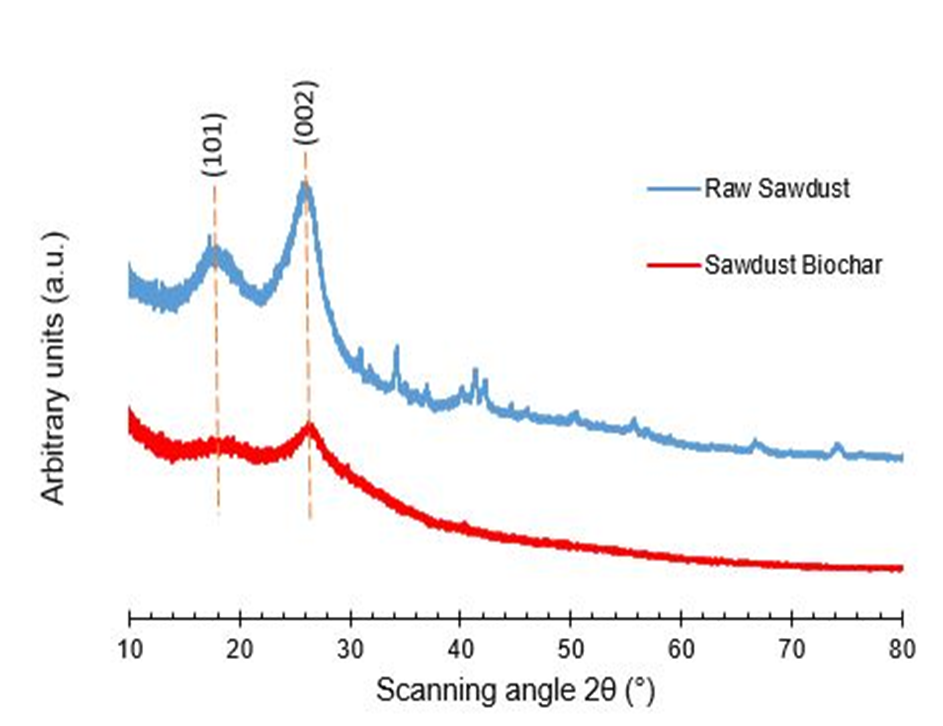 (101)
(002)
Raw Sawdust
Sawdust Biochar
Arbitrary units (a.u.)
10 20 30 40 50 60 70 80
Scanning angle 2θ (°)